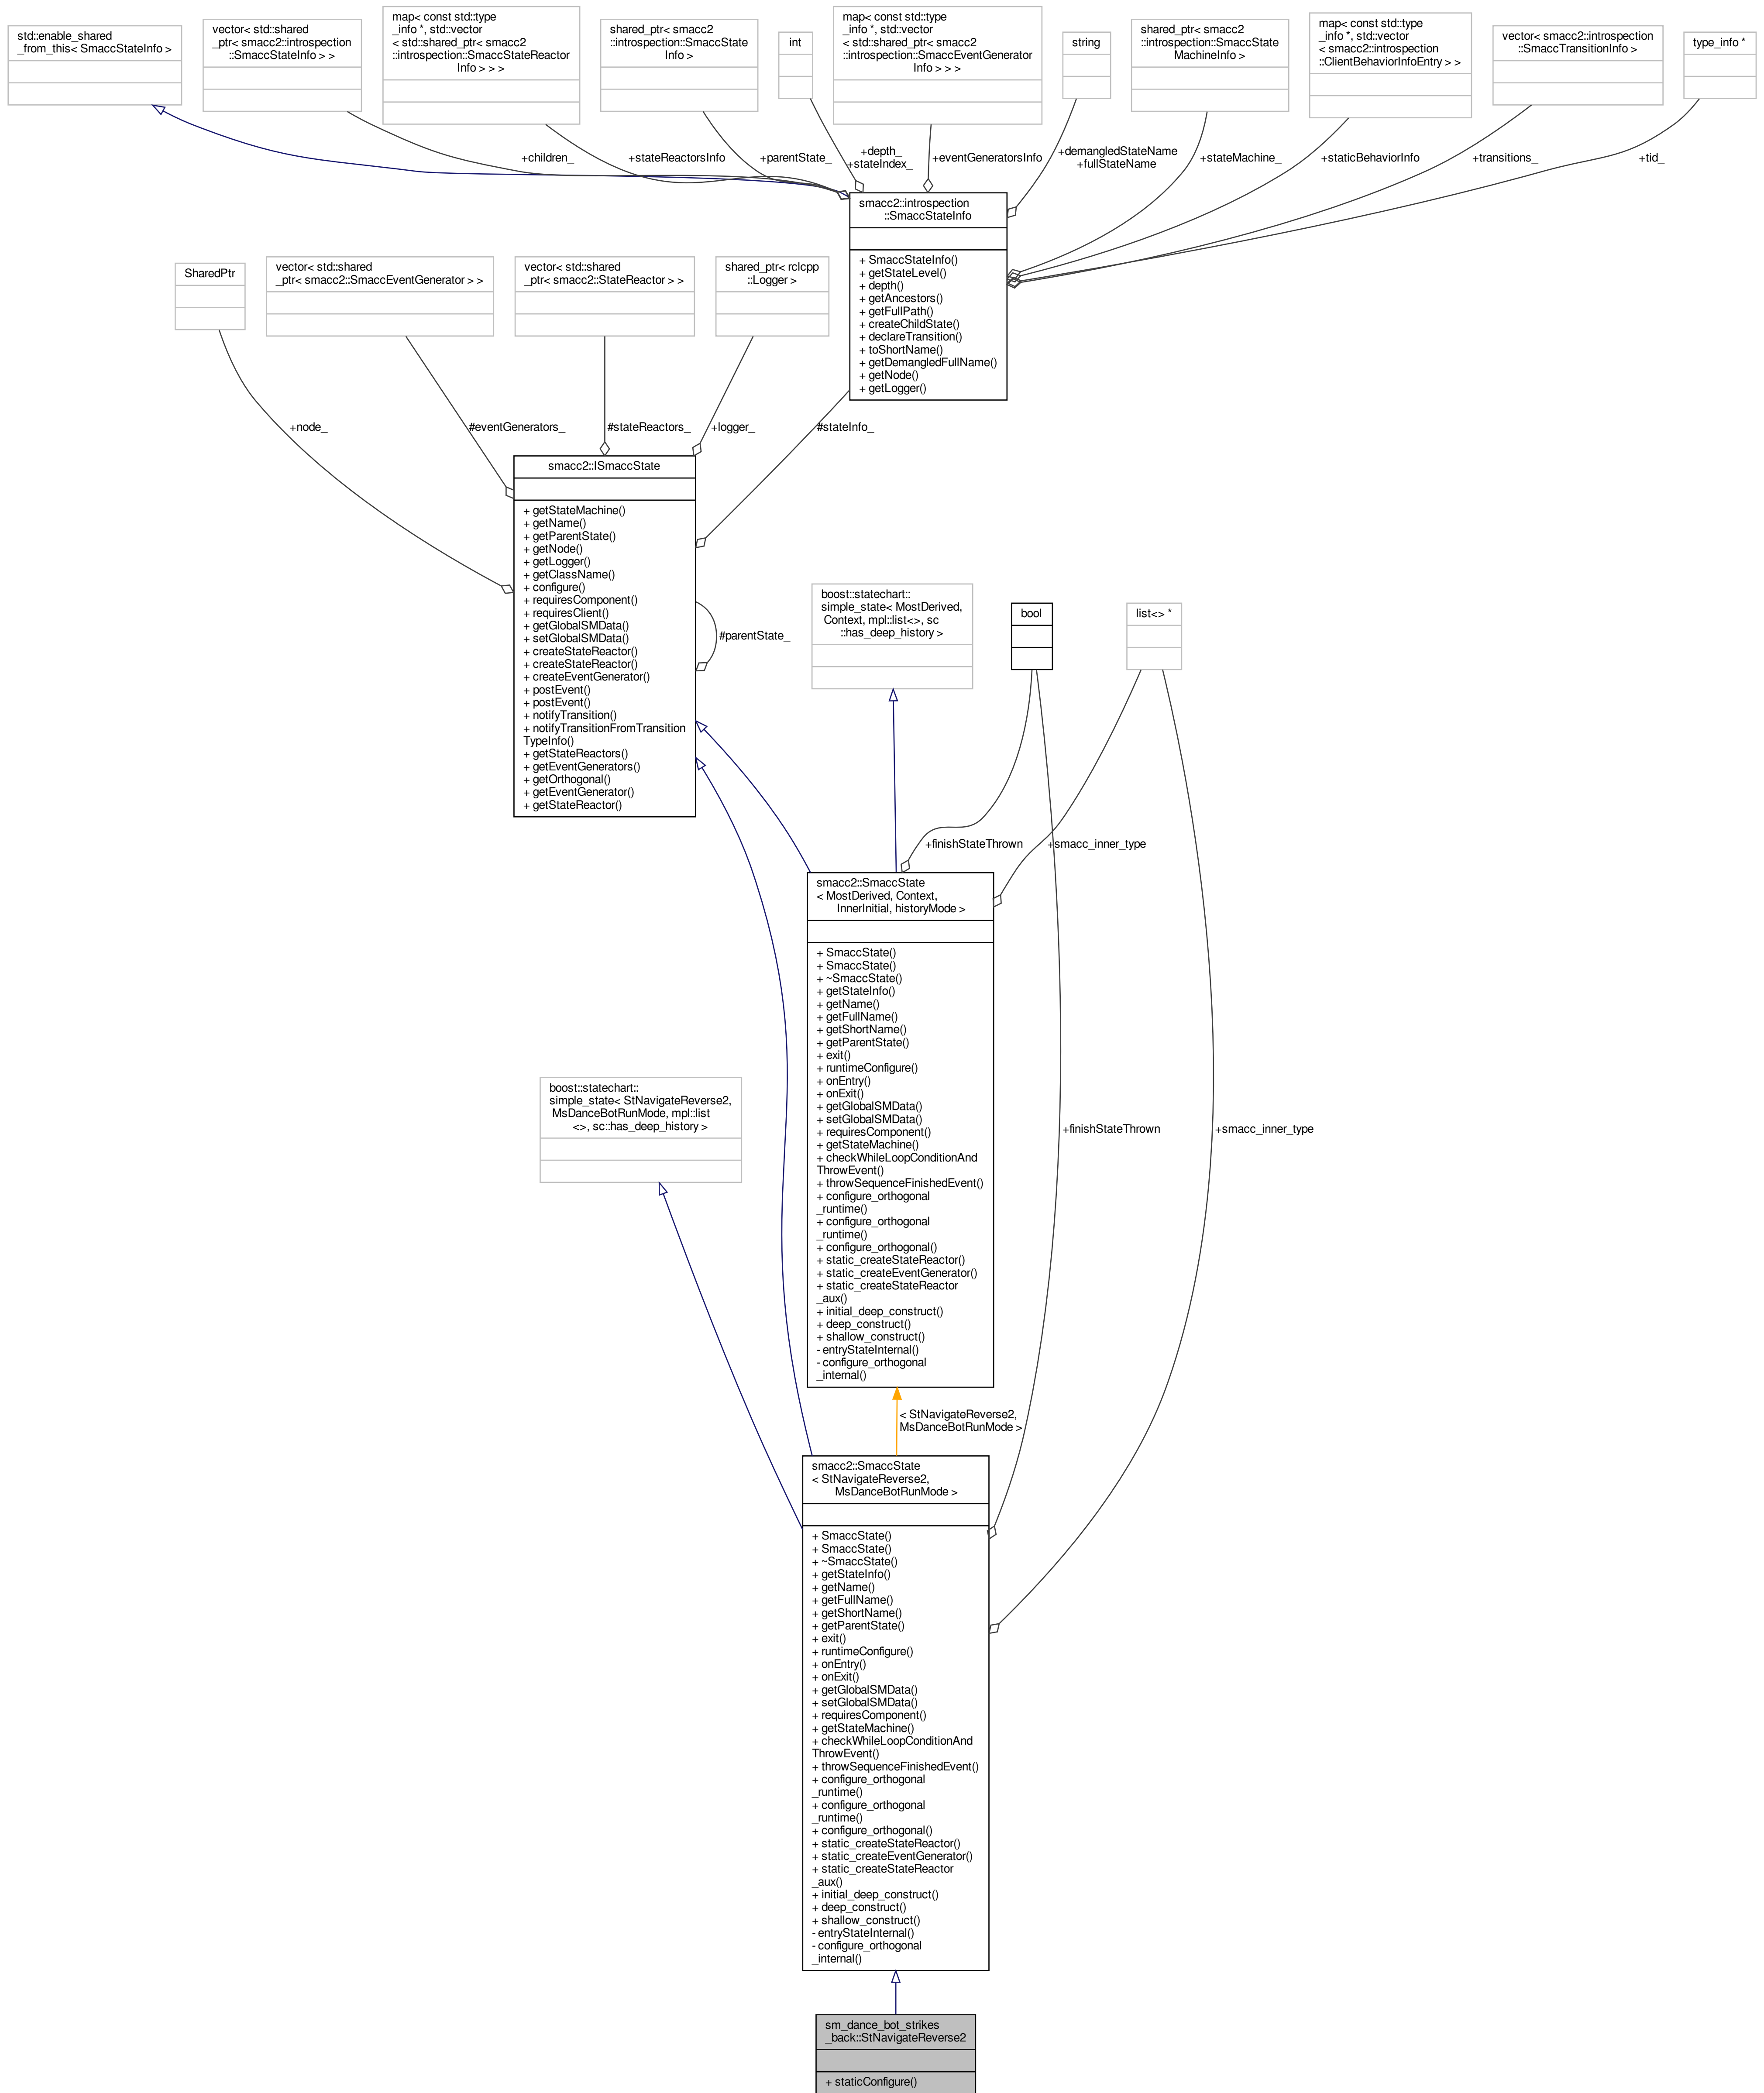 std::enable_shared
_from_this< SmaccStateInfo >
vector< std::shared
_ptr< smacc2::introspection
::SmaccStateInfo > >
map< const std::type
_info *, std::vector
< std::shared_ptr< smacc2
::introspection::SmaccStateReactor
Info > > >
shared_ptr< smacc2
::introspection::SmaccState
Info >
int
map< const std::type
_info *, std::vector
< std::shared_ptr< smacc2
::introspection::SmaccEventGenerator
Info > > >
string
shared_ptr< smacc2
::introspection::SmaccState
MachineInfo >
map< const std::type
_info *, std::vector
< smacc2::introspection
::ClientBehaviorInfoEntry > >
vector< smacc2::introspection
::SmaccTransitionInfo >
type_info *
+children_
+stateReactorsInfo
+parentState_
+depth_
+stateIndex_
+eventGeneratorsInfo
+demangledStateName
+fullStateName
+stateMachine_
+staticBehaviorInfo
+transitions_
+tid_
smacc2::introspection
::SmaccStateInfo
+ SmaccStateInfo()
+ getStateLevel()
+ depth()
+ getAncestors()
+ getFullPath()
+ createChildState()
+ declareTransition()
+ toShortName()
+ getDemangledFullName()
+ getNode()
+ getLogger()
SharedPtr
vector< std::shared
_ptr< smacc2::SmaccEventGenerator > >
vector< std::shared
_ptr< smacc2::StateReactor > >
shared_ptr< rclcpp
::Logger >
+node_
#eventGenerators_
#stateReactors_
+logger_
#stateInfo_
smacc2::ISmaccState
+ getStateMachine()
+ getName()
+ getParentState()
+ getNode()
+ getLogger()
+ getClassName()
+ configure()
+ requiresComponent()
+ requiresClient()
+ getGlobalSMData()
+ setGlobalSMData()
+ createStateReactor()
+ createStateReactor()
+ createEventGenerator()
+ postEvent()
+ postEvent()
+ notifyTransition()
+ notifyTransitionFromTransition
TypeInfo()
+ getStateReactors()
+ getEventGenerators()
+ getOrthogonal()
+ getEventGenerator()
+ getStateReactor()
#parentState_
boost::statechart::
simple_state< MostDerived,
Context, mpl::list<>, sc
::has_deep_history >
bool
list<> *
+finishStateThrown
+smacc_inner_type
smacc2::SmaccState
< MostDerived, Context,
InnerInitial, historyMode >
+ SmaccState()
+ SmaccState()
+ ~SmaccState()
+ getStateInfo()
+ getName()
+ getFullName()
+ getShortName()
+ getParentState()
+ exit()
+ runtimeConfigure()
+ onEntry()
+ onExit()
+ getGlobalSMData()
+ setGlobalSMData()
+ requiresComponent()
+ getStateMachine()
+ checkWhileLoopConditionAnd
ThrowEvent()
+ throwSequenceFinishedEvent()
+ configure_orthogonal
_runtime()
+ configure_orthogonal
_runtime()
+ configure_orthogonal()
+ static_createStateReactor()
+ static_createEventGenerator()
+ static_createStateReactor
_aux()
+ initial_deep_construct()
+ deep_construct()
+ shallow_construct()
- entryStateInternal()
- configure_orthogonal
_internal()
boost::statechart::
simple_state< StNavigateReverse2,
MsDanceBotRunMode, mpl::list
<>, sc::has_deep_history >
+finishStateThrown
+smacc_inner_type
< StNavigateReverse2,
MsDanceBotRunMode >
smacc2::SmaccState
< StNavigateReverse2,
MsDanceBotRunMode >
+ SmaccState()
+ SmaccState()
+ ~SmaccState()
+ getStateInfo()
+ getName()
+ getFullName()
+ getShortName()
+ getParentState()
+ exit()
+ runtimeConfigure()
+ onEntry()
+ onExit()
+ getGlobalSMData()
+ setGlobalSMData()
+ requiresComponent()
+ getStateMachine()
+ checkWhileLoopConditionAnd
ThrowEvent()
+ throwSequenceFinishedEvent()
+ configure_orthogonal
_runtime()
+ configure_orthogonal
_runtime()
+ configure_orthogonal()
+ static_createStateReactor()
+ static_createEventGenerator()
+ static_createStateReactor
_aux()
+ initial_deep_construct()
+ deep_construct()
+ shallow_construct()
- entryStateInternal()
- configure_orthogonal
_internal()
sm_dance_bot_strikes
_back::StNavigateReverse2
+ staticConfigure()